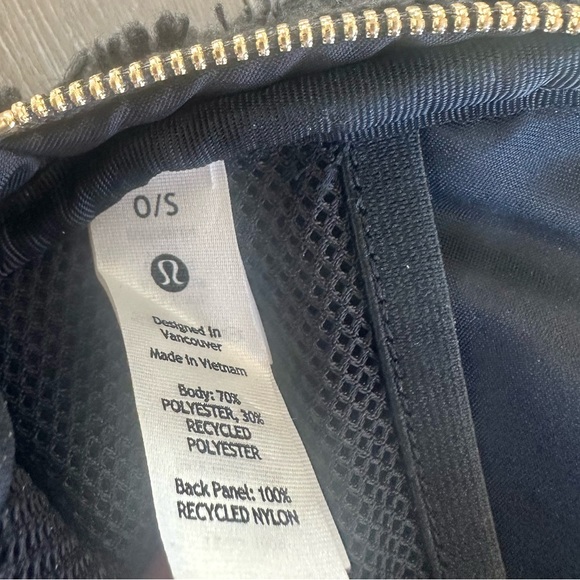 O/S
Designed in
Vancouver
Made in Vietnam
Body: 70%
POLYESTER, 30%
RECYCLED
POLYESTER
Back Panel: 100%
RECYCLED NYLON